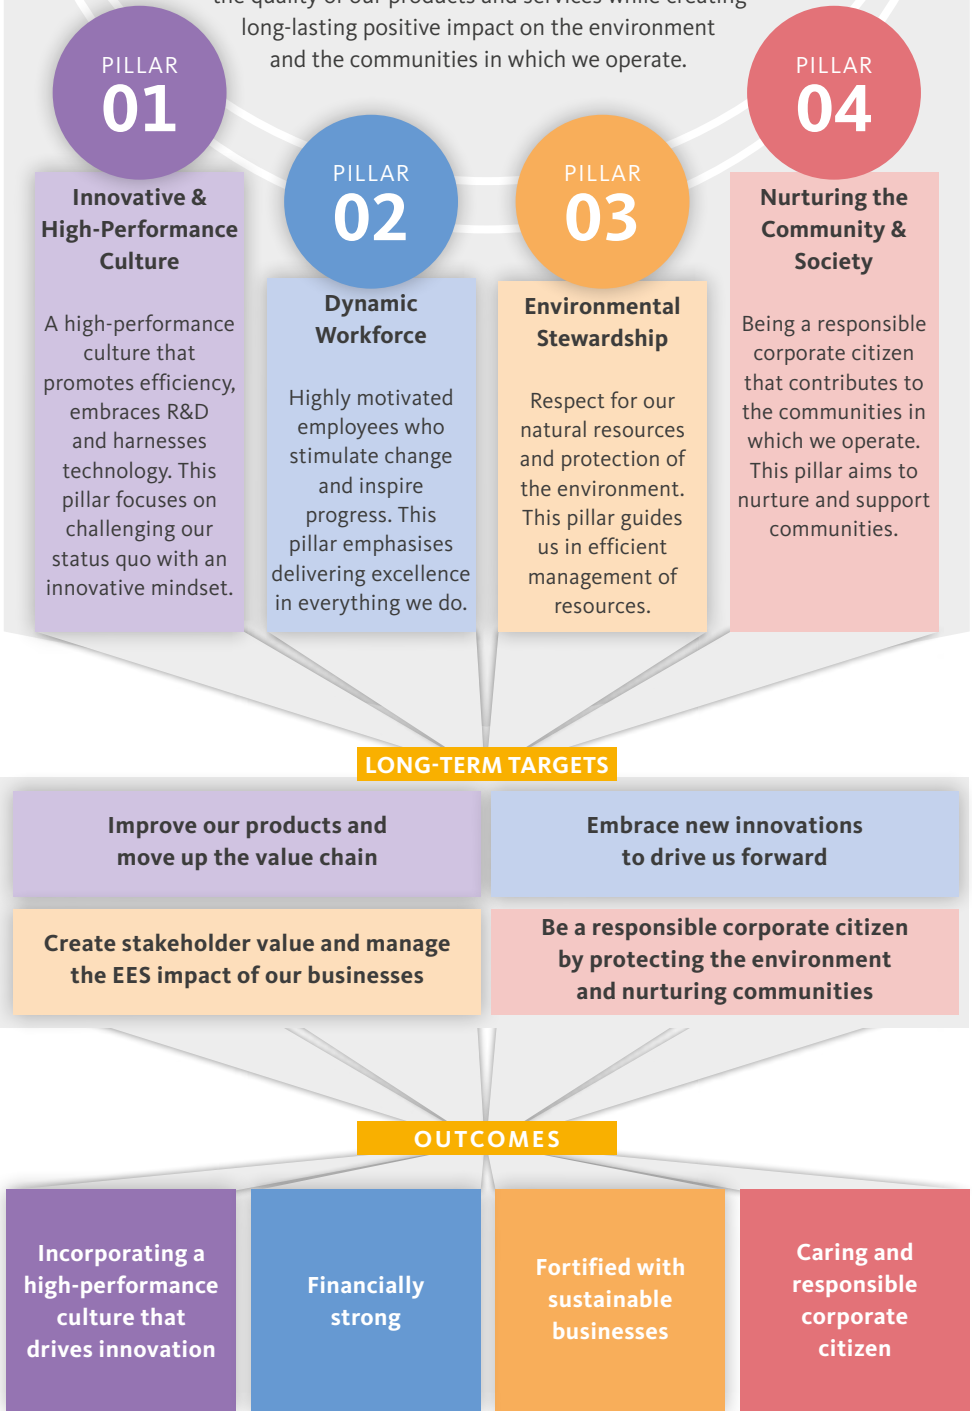 the quality of our products and services while creating
long-lasting positive impact on the environment
and the communities in which we operate.
PILLAR
01
Innovative &
High-Performance
Culture
A high-performance
culture that
promotes efficiency,
embraces R&D
and harnesses
technology. This
pillar focuses on
challenging our
status quo with an
innovative mindset.
PILLAR
02
Dynamic
Workforce
Highly motivated
employees who
stimulate change
and inspire
progress. This
pillar emphasises
delivering excellence
in everything we do.
PILLAR
03
Environmental
Stewardship
Respect for our
natural resources
and protection of
the environment.
This pillar guides
us in efficient
management of
resources.
PILLAR
04
Nurturing the
Community &
Society
Being a responsible
corporate citizen
that contributes to
the communities in
which we operate.
This pillar aims to
nurture and support
communities.
LONG-TERM TARGETS
Improve our products and
move up the value chain
Embrace new innovations
to drive us forward
Create stakeholder value and manage
the EES impact of our businesses
Be a responsible corporate citizen
by protecting the environment
and nurturing communities
OUTCOMES
Incorporating a
high-performance
culture that
drives innovation
Financially
strong
Fortified with
sustainable
businesses
Caring and
responsible
corporate
citizen